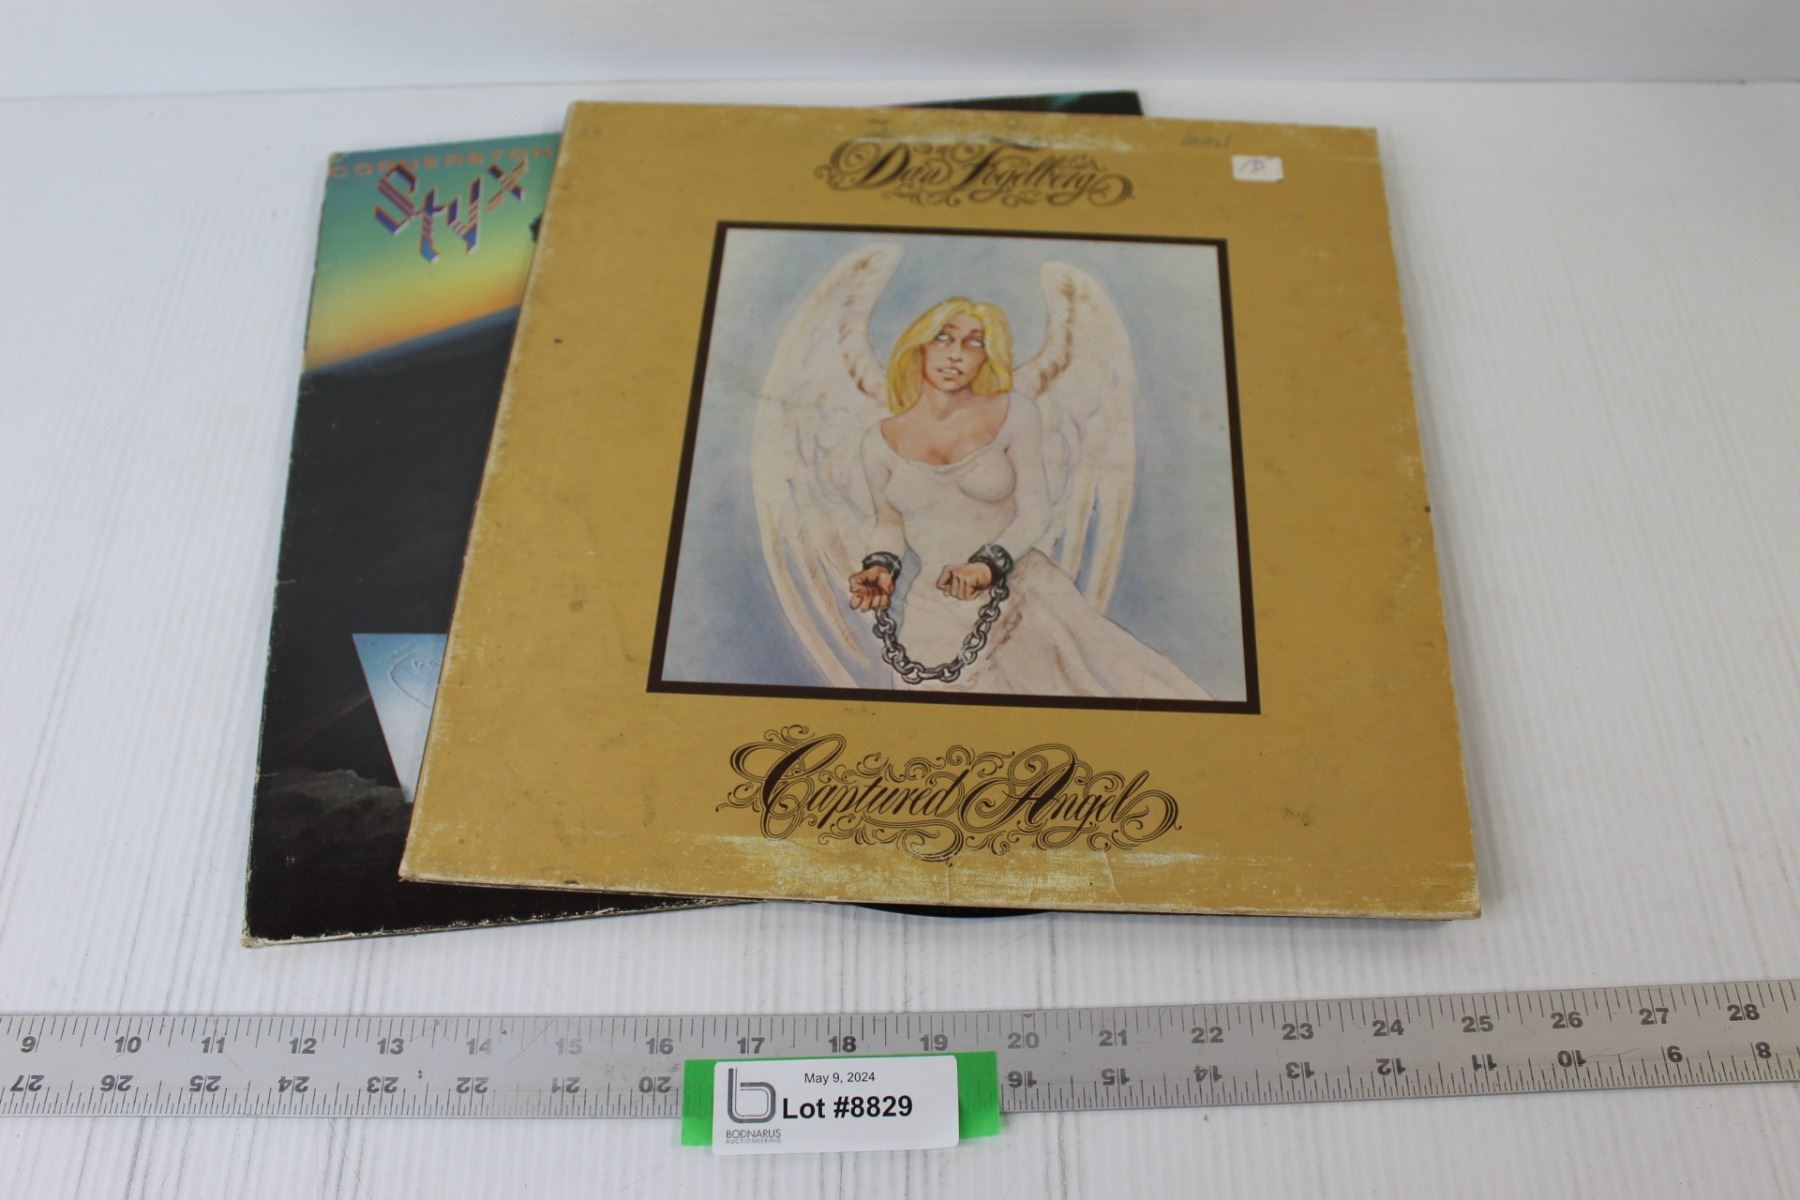 CORNERSTON
Styx
Dan Fogelberg
Captured Angel
9 10 11 12 13 14 15 16 17 18 19 20 21 22 23 24 25 26 27 28
27 26 25 24 23 22 21 20 16 15 14 13 12 11 10 9 8
May 9, 2024
Lot #8829
BODNARUS
AUCTIONEERING